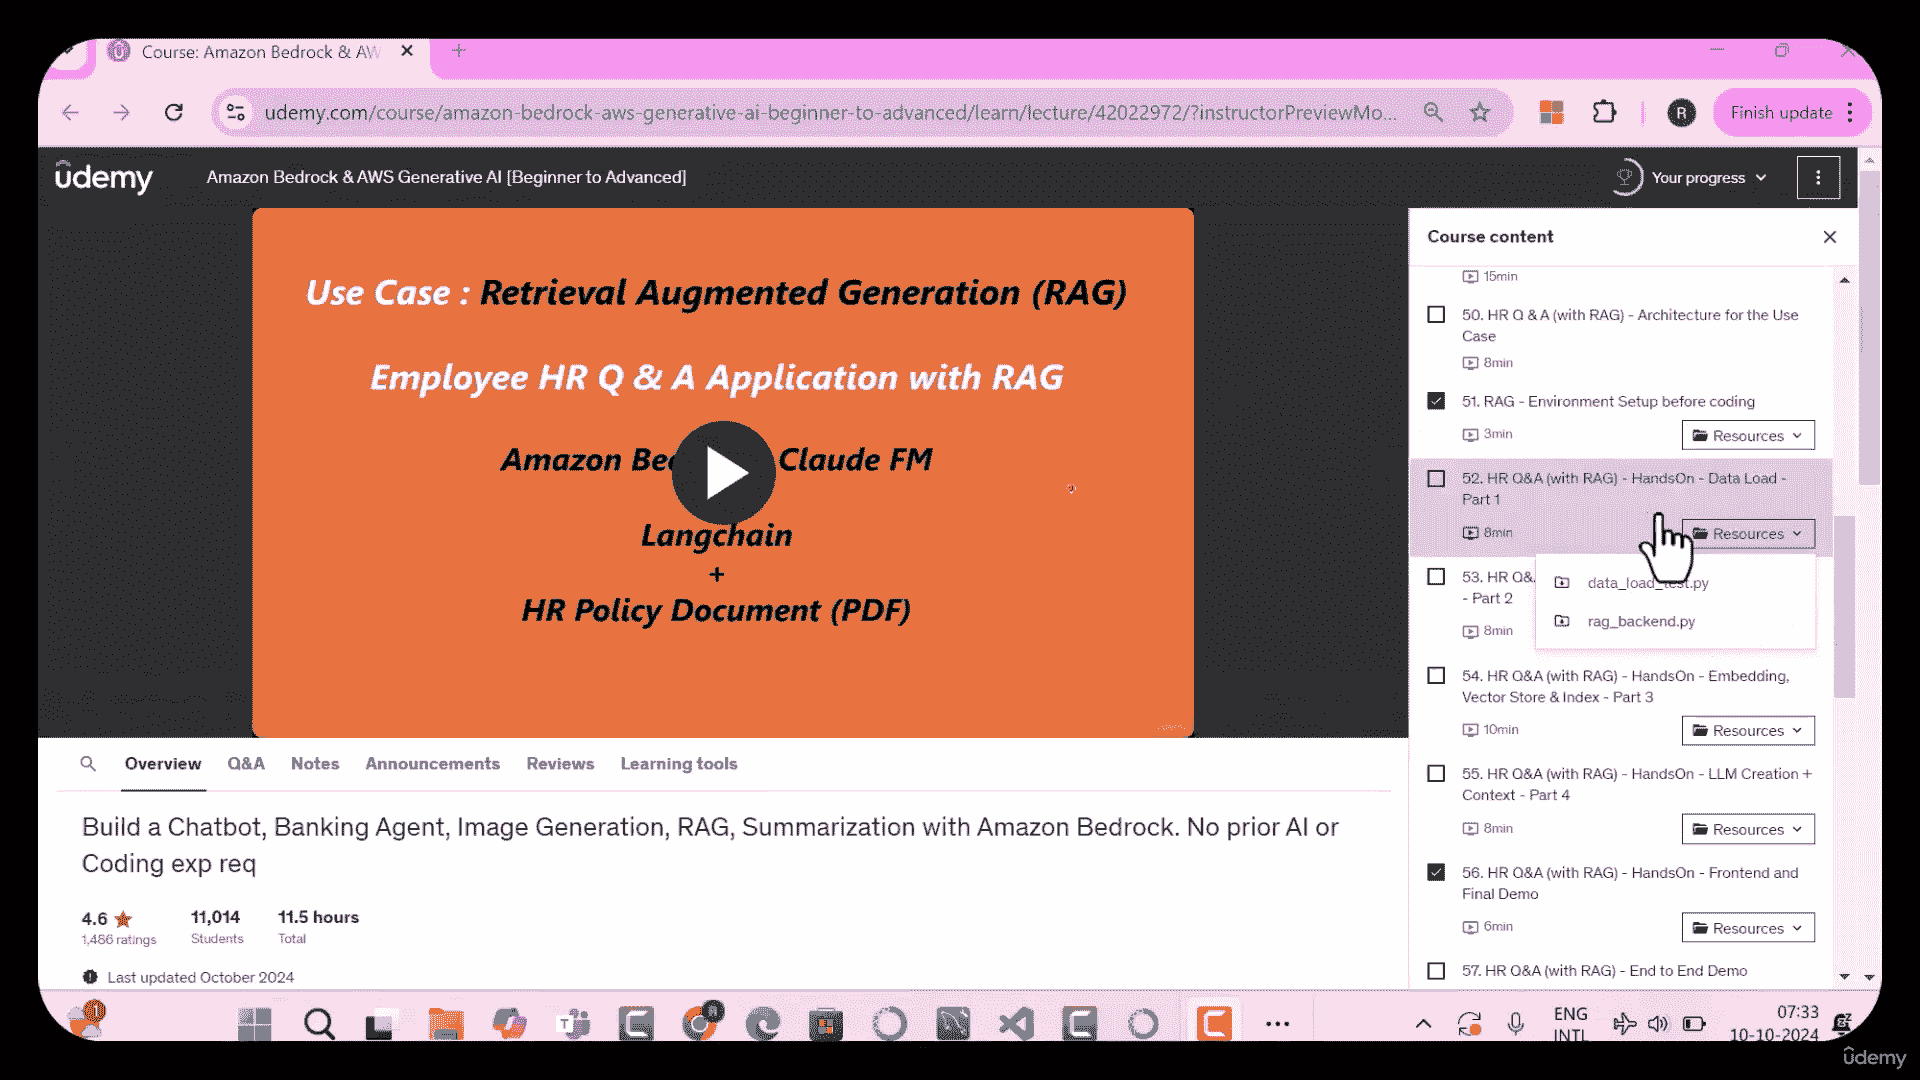 Course: Amazon Bedrock & AW
udemy.com/course/amazon-bedrock-aws-generative-ai-beginner-to-advanced/learn/lecture/42022972/?instructorPreviewMo...
R
Finish update
udemy
Amazon Bedrock & AWS Generative AI [Beginner to Advanced]
Your progress
Use Case : Retrieval Augmented Generation (RAG)
Employee HR Q & A Application with RAG
Amazon Bed Claude FM
Langchain
+
HR Policy Document (PDF)
Course content
15min
50. HR Q & A (with RAG) - Architecture for the Use
Case
8min
51. RAG - Environment Setup before coding
3min
Resources
52. HR Q&A (with RAG) - HandsOn - Data Load -
Part 1
8min
Resources
data_load_test.py
rag_backend.py
53. HR Q&
- Part 2
8min
54. HR Q&A (with RAG) - HandsOn - Embedding,
Vector Store & Index - Part 3
10min
Resources
55. HR Q&A (with RAG) - HandsOn - LLM Creation +
Context - Part 4
8min
Resources
56. HR Q&A (with RAG) - HandsOn - Frontend and
Final Demo
6min
Resources
57. HR Q&A (with RAG) - End to End Demo
Overview
Q&A
Notes
Announcements
Reviews
Learning tools
Build a Chatbot, Banking Agent, Image Generation, RAG, Summarization with Amazon Bedrock. No prior AI or
Coding exp req
4.6
1,486 ratings
11,014
Students
11.5 hours
Total
Last updated October 2024
ENG
INTL
07:33
10-10-2024
udemy